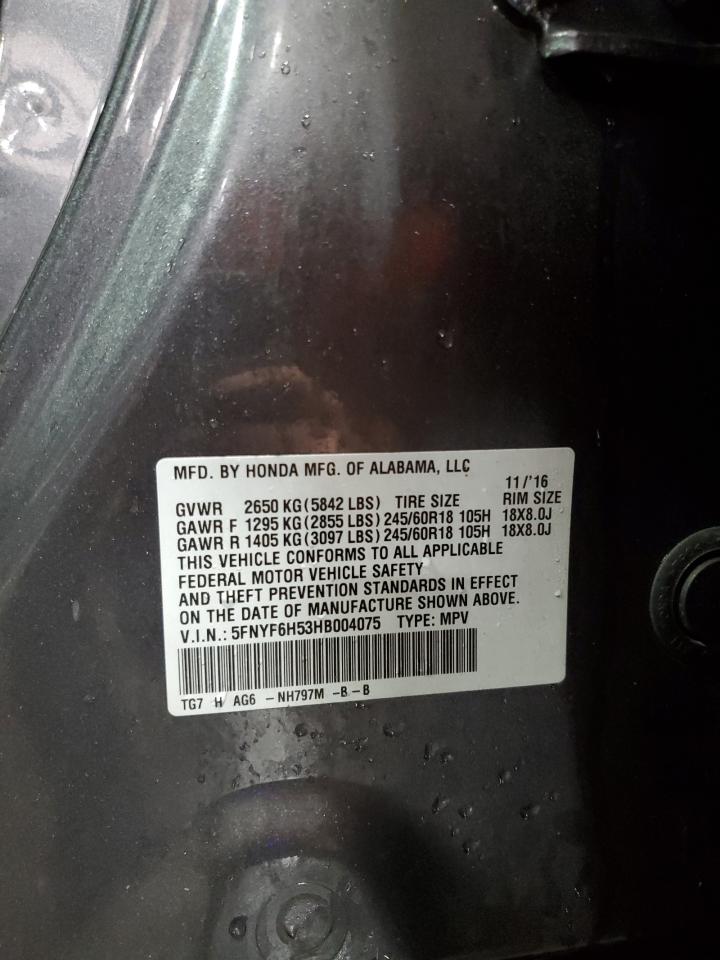 MFD. BY HONDA MFG. OF ALABAMA, LLC
11/'16
GVWR 2650 KG(5842 LBS) TIRE SIZE RIM SIZE
GAWR F 1295 KG(2855 LBS) 245/60R18 105H 18X8.0J
GAWR R 1405 KG(3097 LBS) 245/60R18 105H 18X8.0J
THIS VEHICLE CONFORMS TO ALL APPLICABLE
FEDERAL MOTOR VEHICLE SAFETY
AND THEFT PREVENTION STANDARDS IN EFFECT
ON THE DATE OF MANUFACTURE SHOWN ABOVE.
V.I.N.: 5FNYF6H53HB004075 TYPE: MPV
TG7 H AG6 -NH797M -B-B